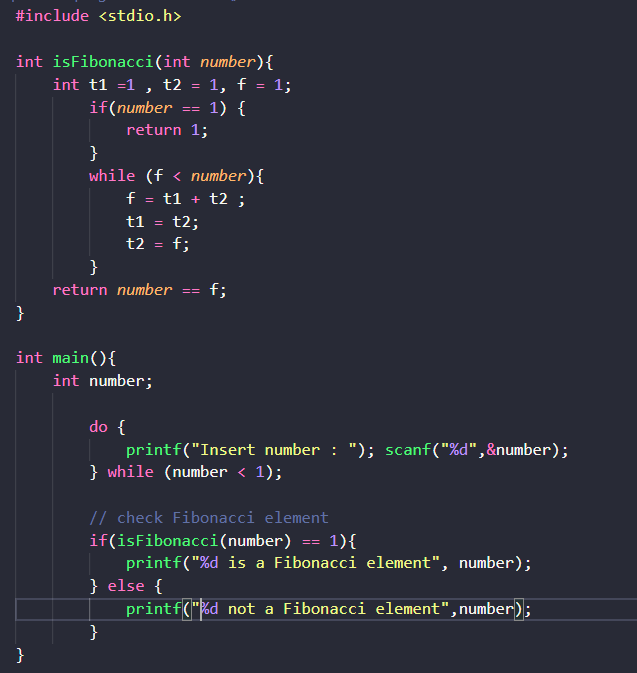 #include <stdio.h>
int isFibonacci(int number){
int t1 =1 , t2 = 1, f = 1;
if(number == 1) {
return 1;
}
while (f < number){
f = t1 + t2 ;
t1 = t2;
t2 = f;
}
return number == f;
}
int main(){
int number;
do {
printf("Insert number : "); scanf("%d",&number);
} while (number < 1);
// check Fibonacci element
if(isFibonacci(number) == 1){
printf("%d is a Fibonacci element", number);
} else {
printf("%d not a Fibonacci element",number);
}
}